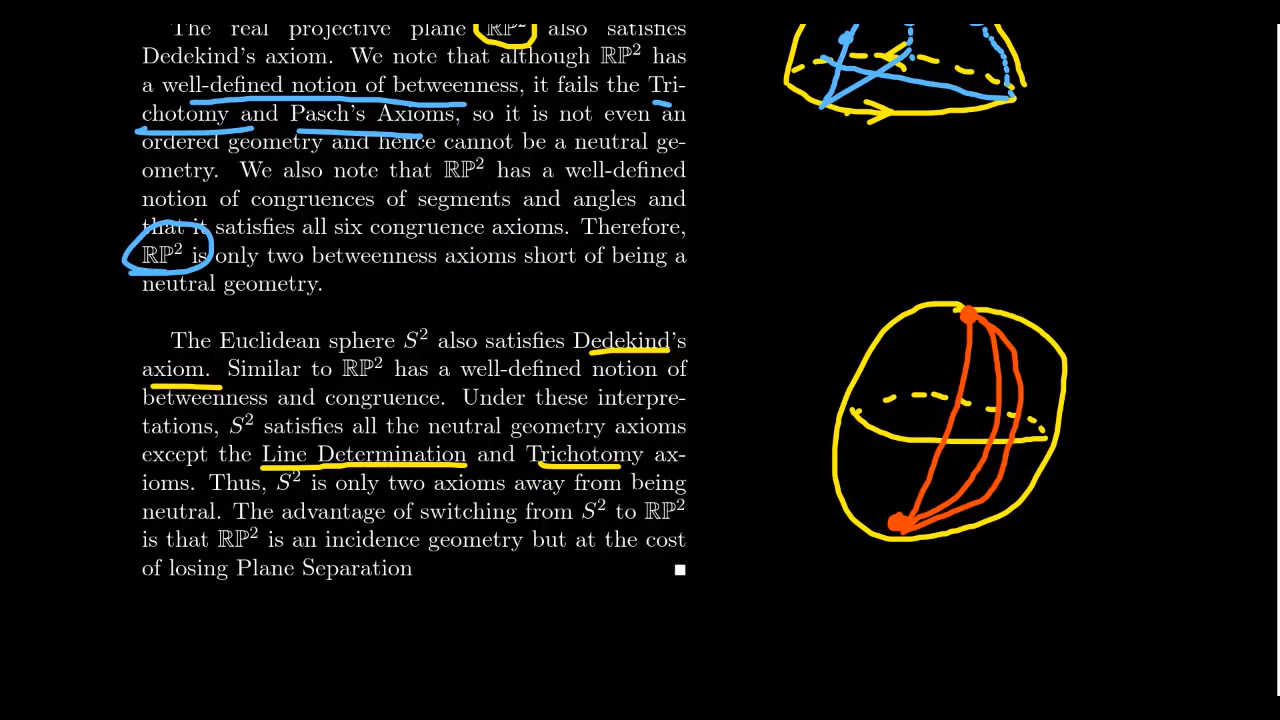 The real projective plane ℝℙ² also satisfies
Dedekind's axiom. We note that although ℝℙ² has
a well-defined notion of betweenness, it fails the Tri-
chotomy and Pasch's Axioms, so it is not even an
ordered geometry and hence cannot be a neutral ge-
ometry. We also note that ℝℙ² has a well-defined
notion of congruences of segments and angles and
that it satisfies all six congruence axioms. Therefore,
ℝℙ² is only two betweenness axioms short of being a
neutral geometry.
The Euclidean sphere S² also satisfies Dedekind's
axiom. Similar to ℝℙ² has a well-defined notion of
betweenness and congruence. Under these interpre-
tations, S² satisfies all the neutral geometry axioms
except the Line Determination and Trichotomy ax-
ioms. Thus, S² is only two axioms away from being
neutral. The advantage of switching from S² to ℝℙ²
is that ℝℙ² is an incidence geometry but at the cost
of losing Plane Separation ■